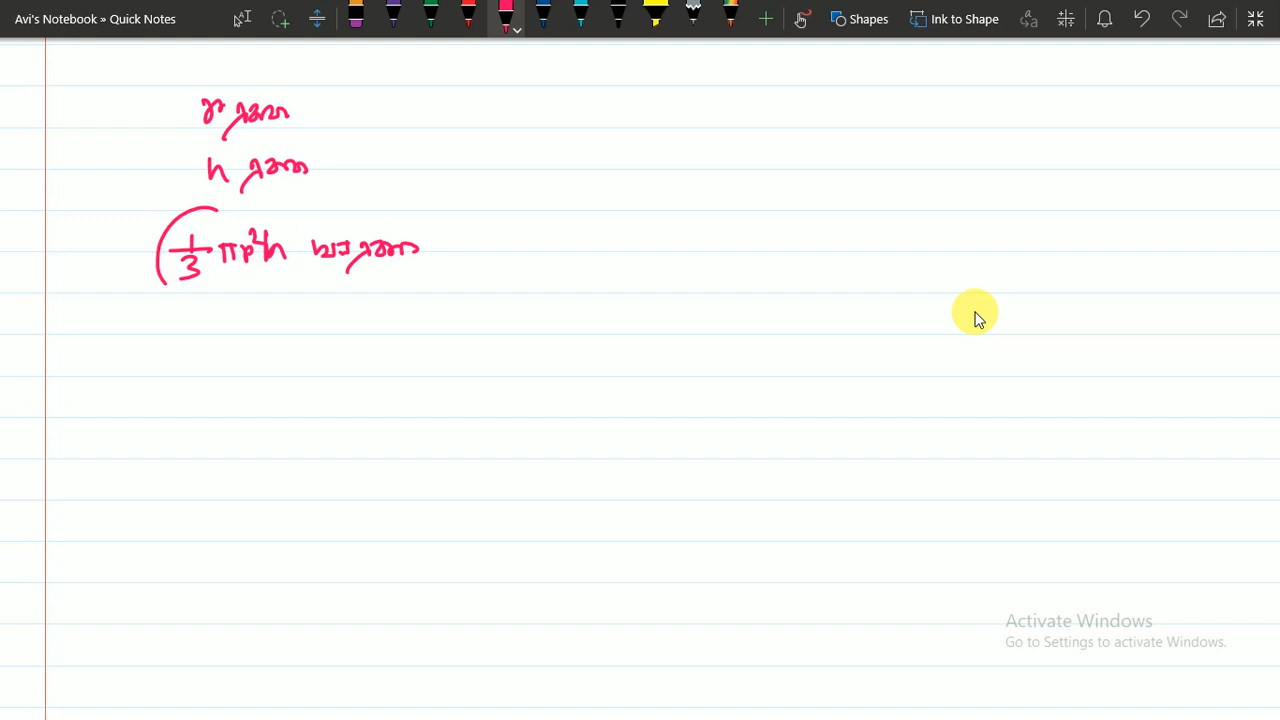 Avi's Notebook » Quick Notes
Shapes
Ink to Shape
r একক
h একক
(1/3 πr²h ঘন একক
Activate Windows
Go to Settings to activate Windows.